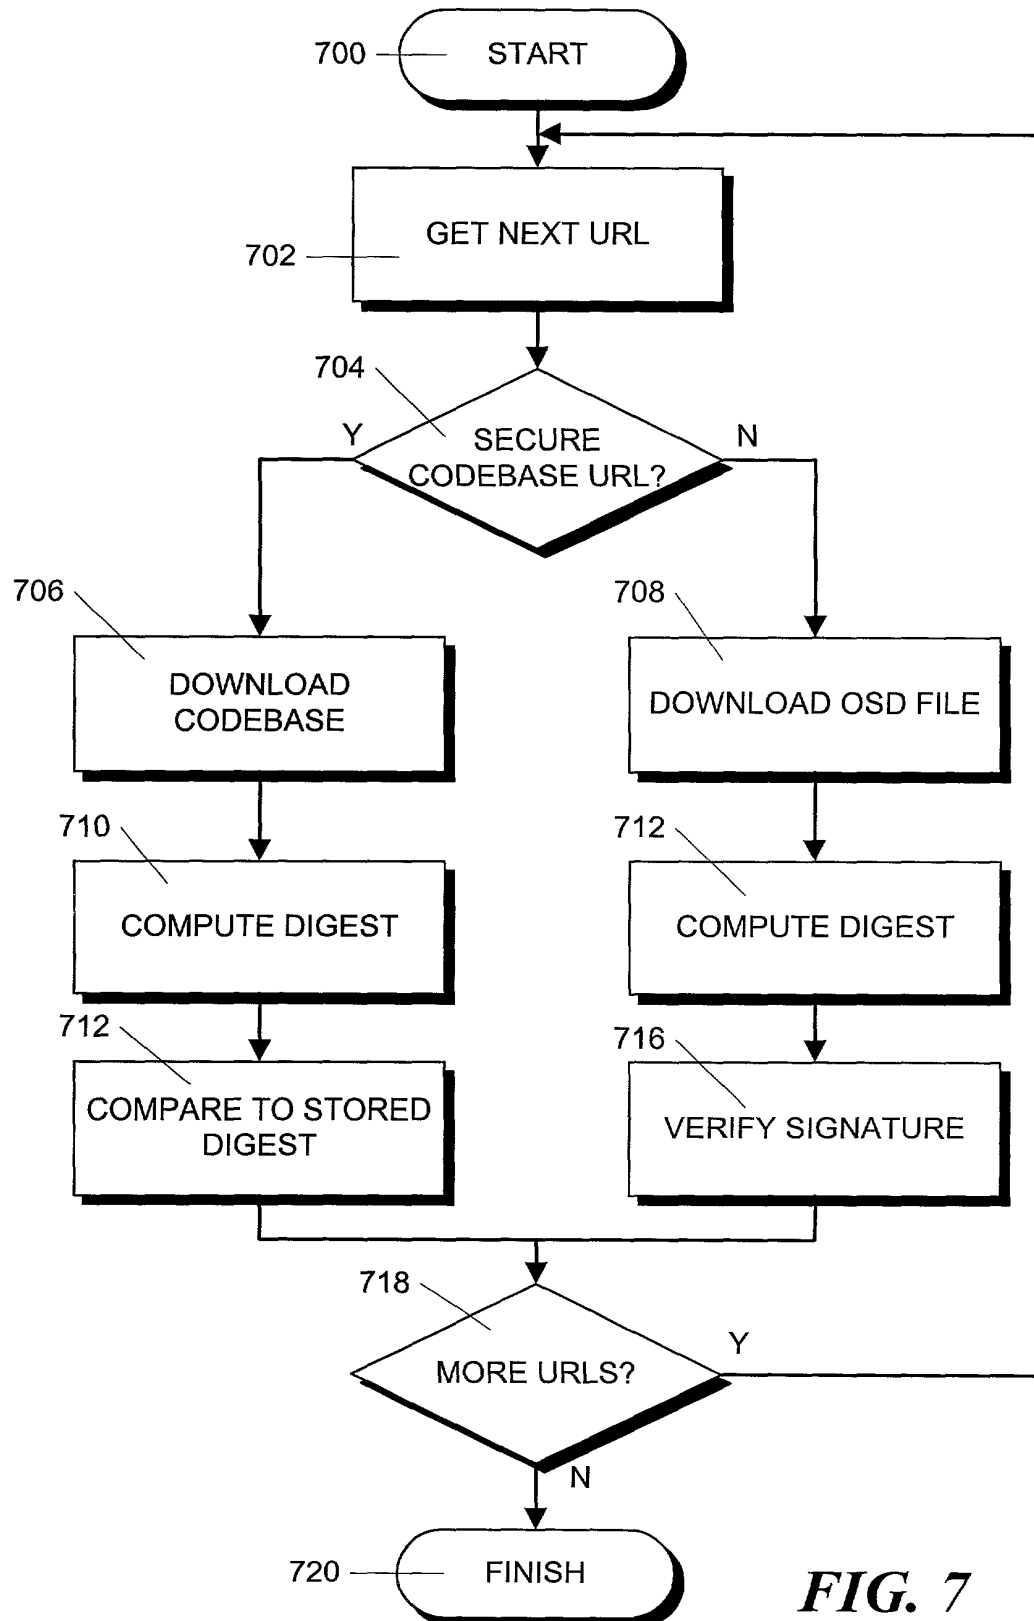 700
START
GET NEXT URL
702
704
Y
SECURE
CODEBASE URL?
N
706
DOWNLOAD
CODEBASE
708
DOWNLOAD OSD FILE
710
COMPUTE DIGEST
712
COMPUTE DIGEST
712
COMPARE TO STORED
DIGEST
716
VERIFY SIGNATURE
718
MORE URLS?
Y
N
720
FINISH
FIG. 7